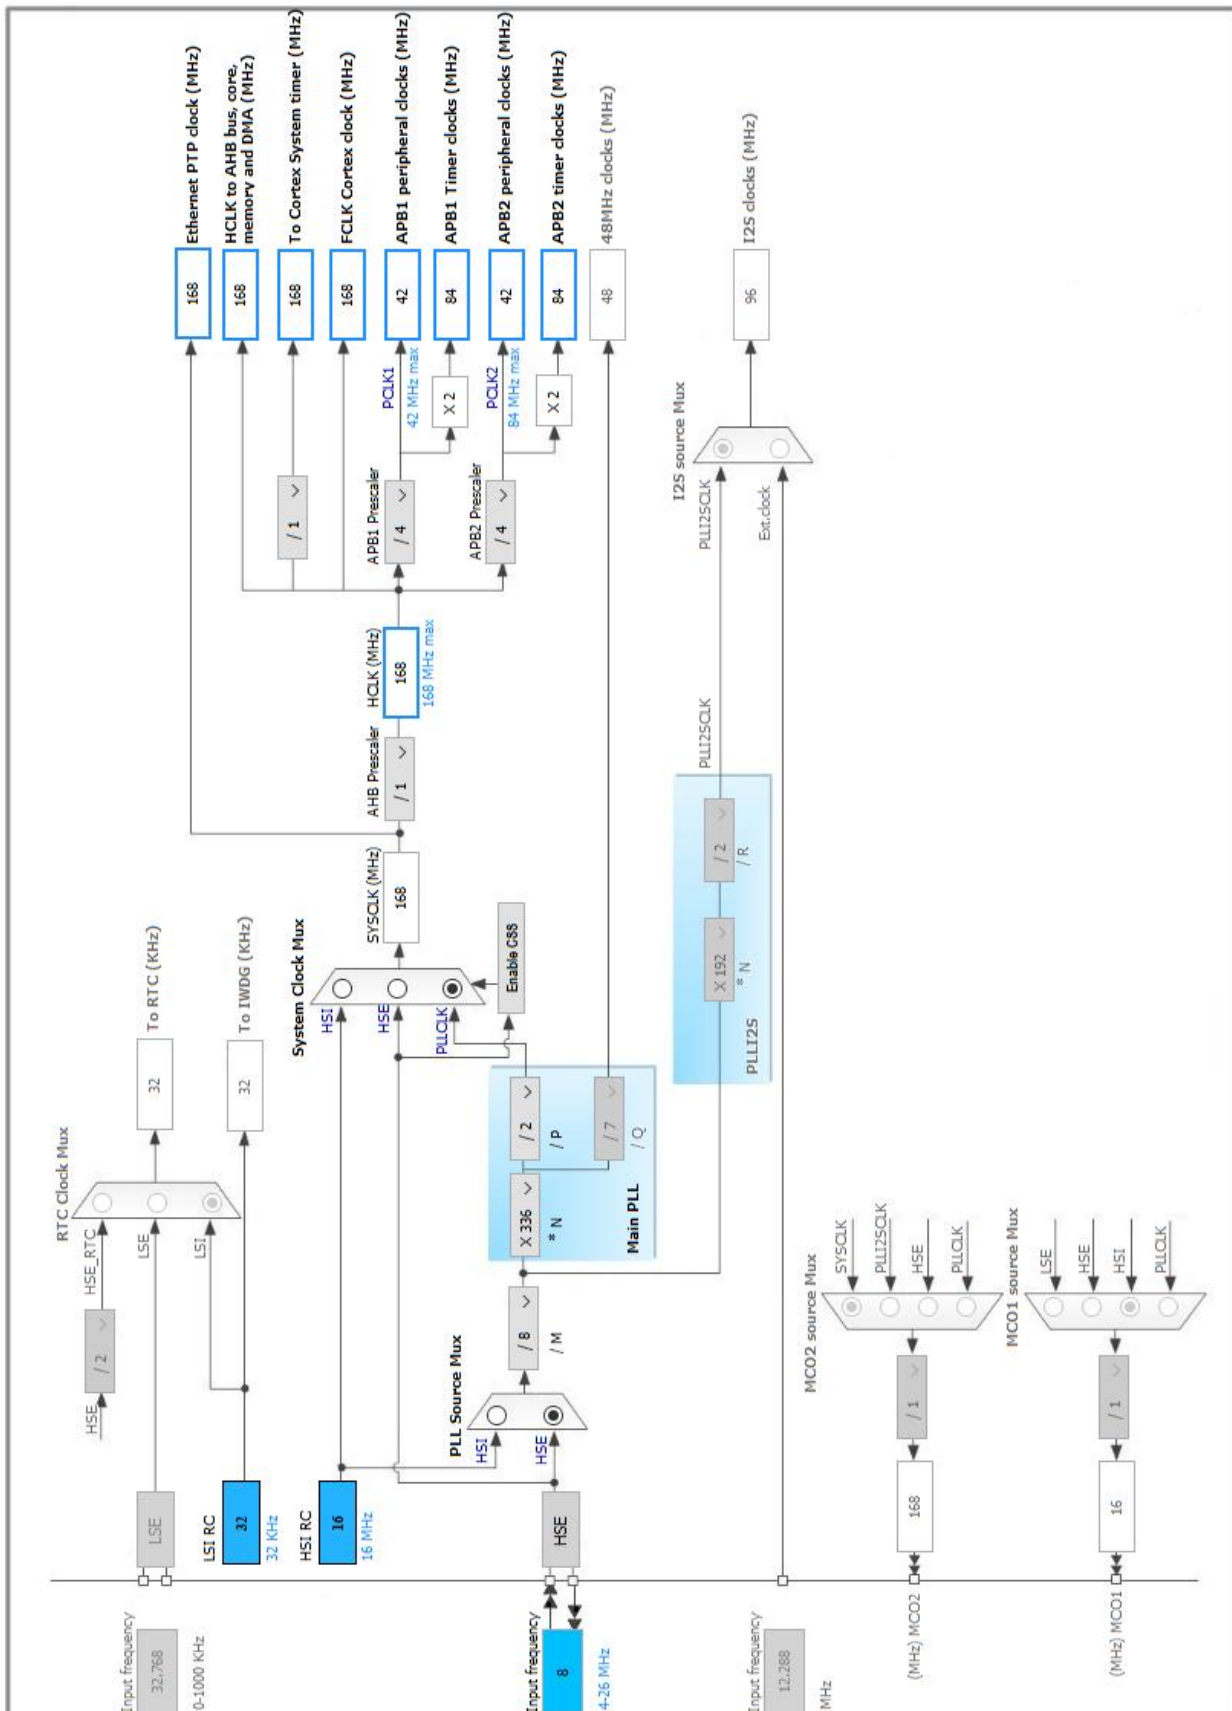 Input frequency
32.768
0-1000 KHz
LSE
HSE
/ 2
HSE_RTC
LSE
LSI
RTC Clock Mux
32
To RTC (KHz)
LSI RC
32
32 KHz
32
To IWDG (KHz)
HSI RC
16
16 MHz
Input frequency
8
4-26 MHz
HSE
PLL Source Mux
HSI
HSE
/ 8
/ M
X 336
* N
/ 2
/ P
/ 7
/ Q
Main PLL
System Clock Mux
HSI
HSE
PLLCLK
Enable CSS
SYSCLK (MHz)
168
AHB Prescaler
/ 1
HCLK (MHz)
168
168 MHz max
/ 1
APB1 Prescaler
/ 4
PCLK1
42 MHz max
X 2
APB2 Prescaler
/ 4
PCLK2
84 MHz max
X 2
168
Ethernet PTP clock (MHz)
168
HCLK to AHB bus, core,
memory and DMA (MHz)
168
To Cortex System timer (MHz)
168
FCLK Cortex clock (MHz)
42
APB1 peripheral clocks (MHz)
84
APB1 Timer clocks (MHz)
42
APB2 peripheral clocks (MHz)
84
APB2 timer clocks (MHz)
48
48MHz clocks (MHz)
PLLI2S
X 192
* N
/ 2
/ R
PLLI2SCLK
PLLI2SCLK
Ext.clock
I2S source Mux
96
I2S clocks (MHz)
Input frequency
12.288
MHz
MCO2 source Mux
SYSCLK
PLLI2SCLK
HSE
PLLCLK
/ 1
168
(MHz) MCO2
MCO1 source Mux
LSE
HSE
HSI
PLLCLK
/ 1
16
(MHz) MCO1